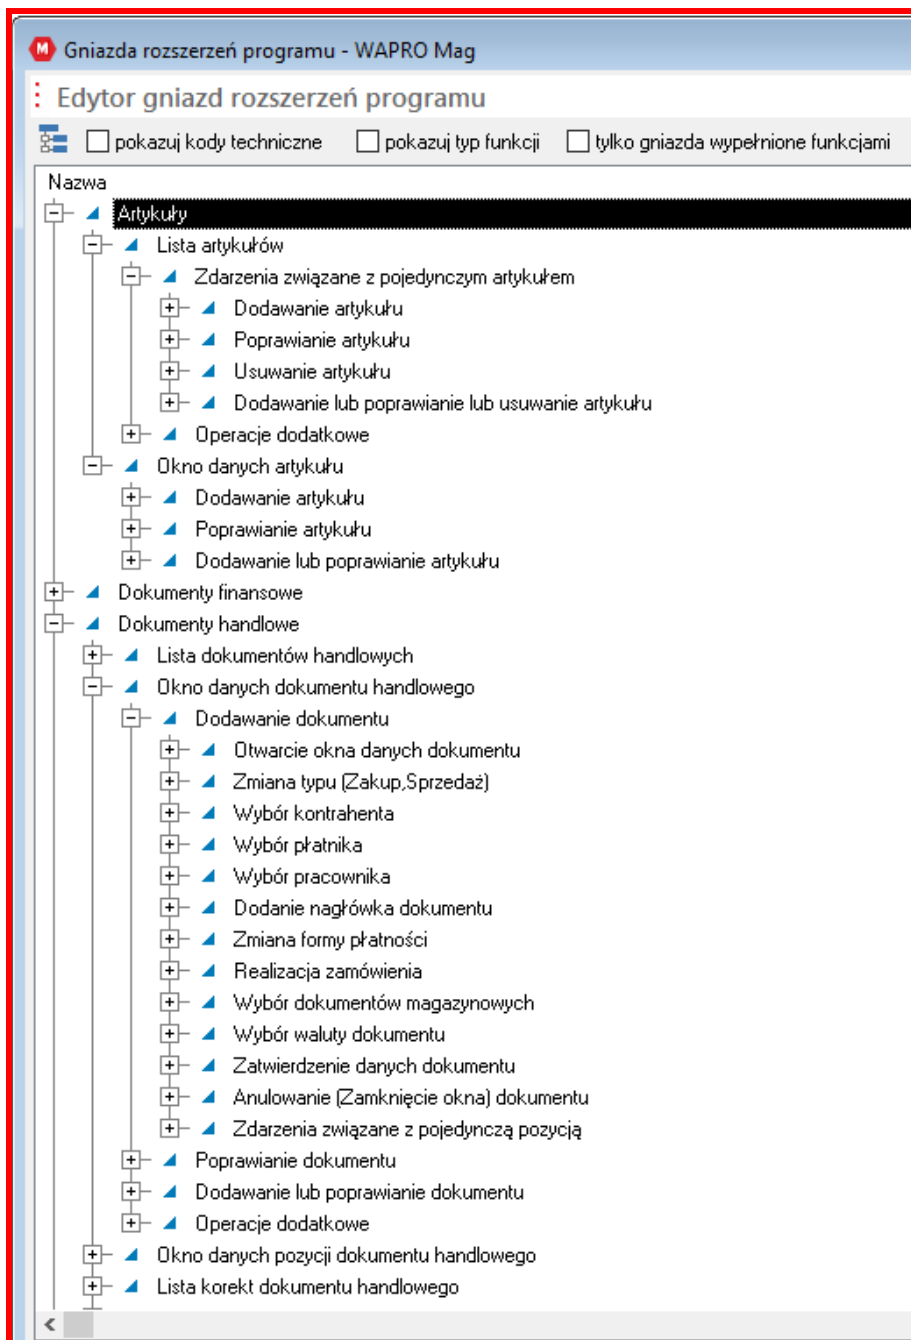 Gniazda rozszerzeń programu - WAPRO Mag
Edytor gniazd rozszerzeń programu
pokazuj kody techniczne pokazuj typ funkcji tylko gniazda wypełnione funkcjami
Nazwa
Artykuły
Lista artykułów
Zdarzenia związane z pojedynczym artykułem
Dodawanie artykułu
Poprawianie artykułu
Usuwanie artykułu
Dodawanie lub poprawianie lub usuwanie artykułu
Operacje dodatkowe
Okno danych artykułu
Dodawanie artykułu
Poprawianie artykułu
Dodawanie lub poprawianie artykułu
Dokumenty finansowe
Dokumenty handlowe
Lista dokumentów handlowych
Okno danych dokumentu handlowego
Dodawanie dokumentu
Otwarcie okna danych dokumentu
Zmiana typu (Zakup,Sprzedaż)
Wybór kontrahenta
Wybór płatnika
Wybór pracownika
Dodanie nagłówka dokumentu
Zmiana formy płatności
Realizacja zamówienia
Wybór dokumentów magazynowych
Wybór waluty dokumentu
Zatwierdzenie danych dokumentu
Anulowanie (Zamknięcie okna) dokumentu
Zdarzenia związane z pojedynczą pozycją
Poprawianie dokumentu
Dodawanie lub poprawianie dokumentu
Operacje dodatkowe
Okno danych pozycji dokumentu handlowego
Lista korekt dokumentu handlowego